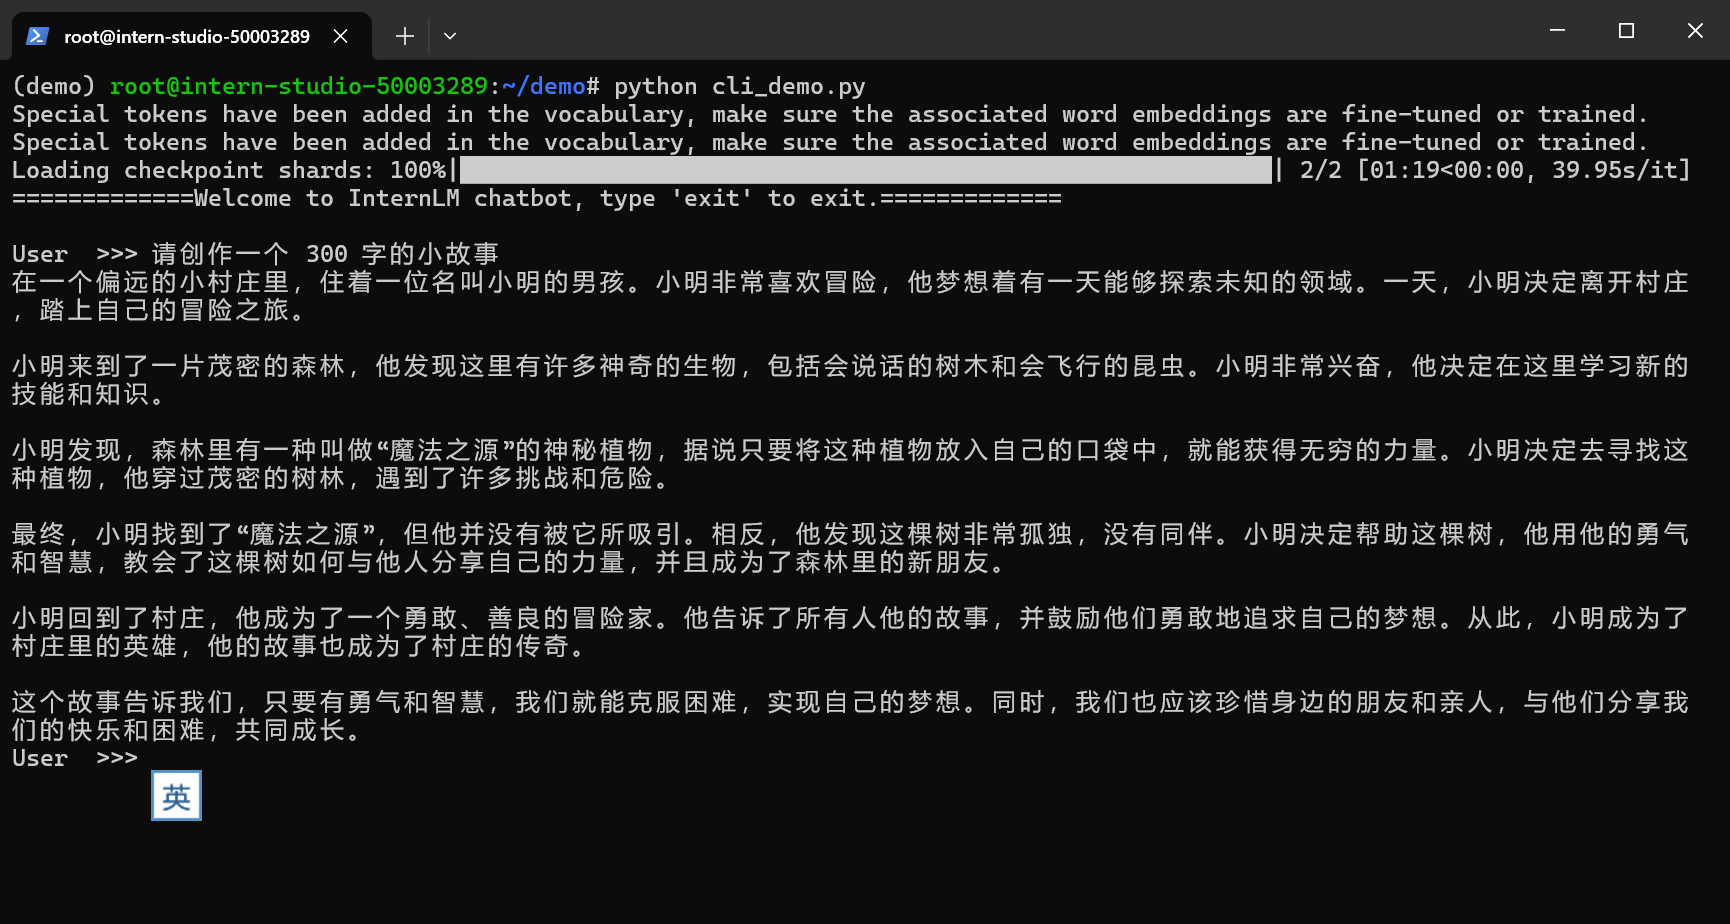 root@intern-studio-50003289
(demo) root@intern-studio-50003289:~/demo# python cli_demo.py
Special tokens have been added in the vocabulary, make sure the associated word embeddings are fine-tuned or trained.
Special tokens have been added in the vocabulary, make sure the associated word embeddings are fine-tuned or trained.
Loading checkpoint shards: 100%|| 2/2 [01:19<00:00, 39.95s/it]
=============Welcome to InternLM chatbot, type 'exit' to exit.=============
User  >>> 请创作一个 300 字的小故事
在一个偏远的小村庄里，住着一位名叫小明的男孩。小明非常喜欢冒险，他梦想着有一天能够探索未知的领域。一天，小明决定离开村庄
，踏上自己的冒险之旅。
小明来到了一片茂密的森林，他发现这里有许多神奇的生物，包括会说话的树木和会飞行的昆虫。小明非常兴奋，他决定在这里学习新的
技能和知识。
小明发现，森林里有一种叫做“魔法之源”的神秘植物，据说只要将这种植物放入自己的口袋中，就能获得无穷的力量。小明决定去寻找这
种植物，他穿过茂密的树林，遇到了许多挑战和危险。
最终，小明找到了“魔法之源”，但他并没有被它所吸引。相反，他发现这棵树非常孤独，没有同伴。小明决定帮助这棵树，他用他的勇气
和智慧，教会了这棵树如何与他人分享自己的力量，并且成为了森林里的新朋友。
小明回到了村庄，他成为了一个勇敢、善良的冒险家。他告诉了所有人他的故事，并鼓励他们勇敢地追求自己的梦想。从此，小明成为了
村庄里的英雄，他的故事也成为了村庄的传奇。
这个故事告诉我们，只要有勇气和智慧，我们就能克服困难，实现自己的梦想。同时，我们也应该珍惜身边的朋友和亲人，与他们分享我
们的快乐和困难，共同成长。
User  >>>
英